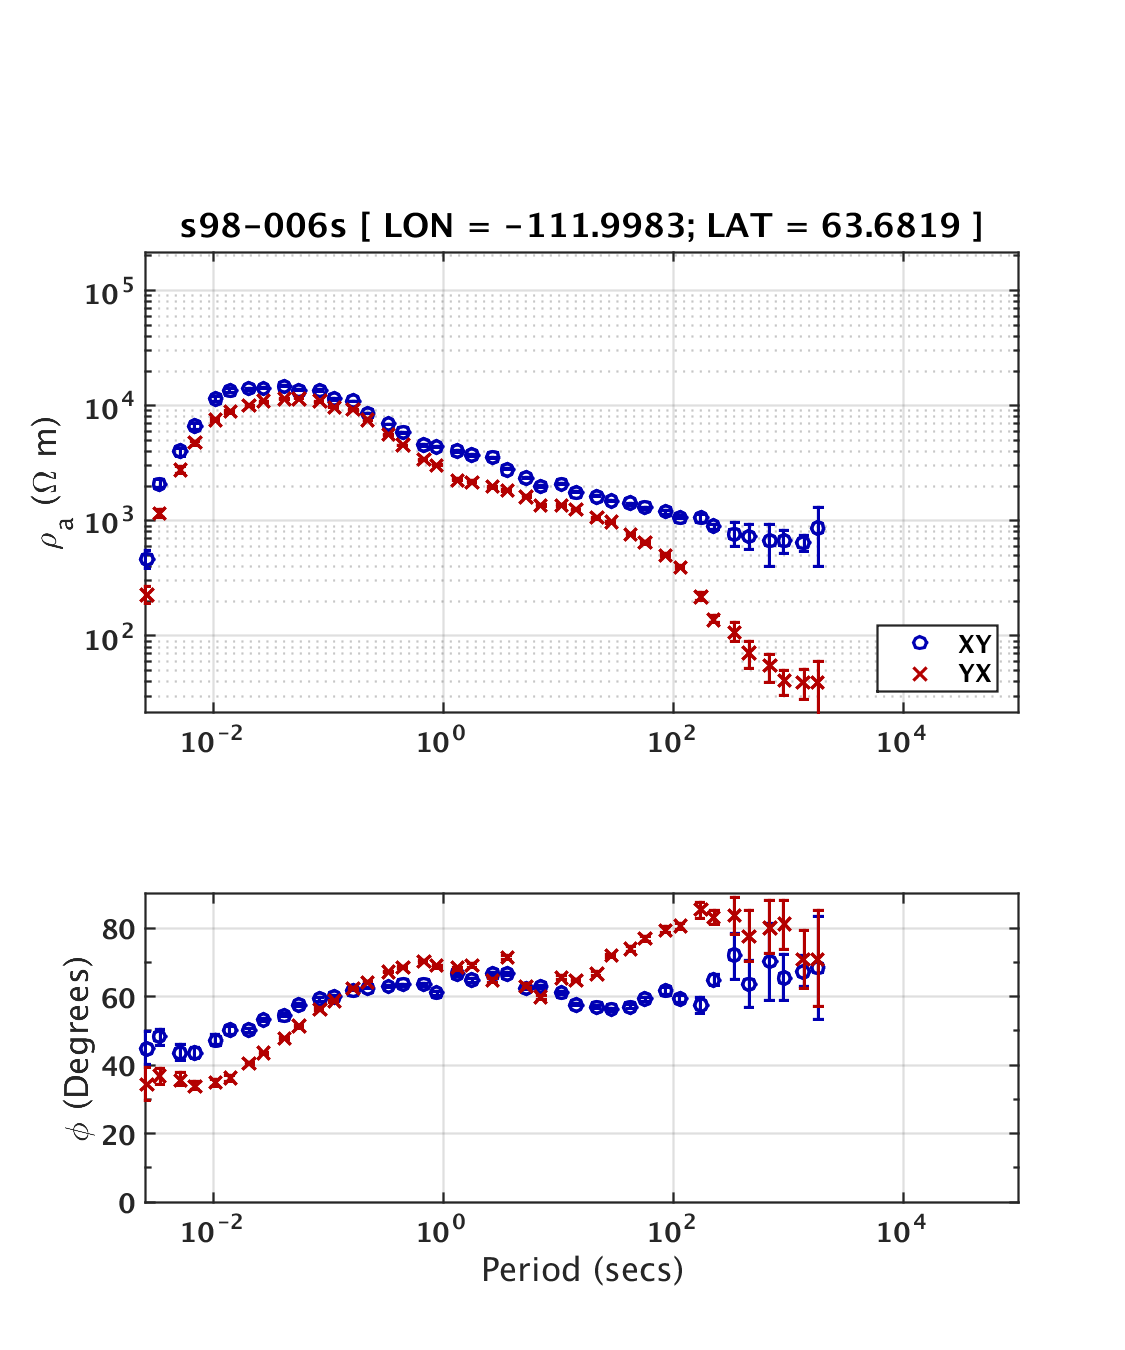 s98-006s [ LON = -111.9983; LAT = 63.6819 ]
10^5
10^4
10^3
10^2
ρ_a (Ω m)
XY
YX
10^-2 10^0 10^2 10^4
80
60
40
20
0
ϕ (Degrees)
10^-2 10^0 10^2 10^4
Period (secs)